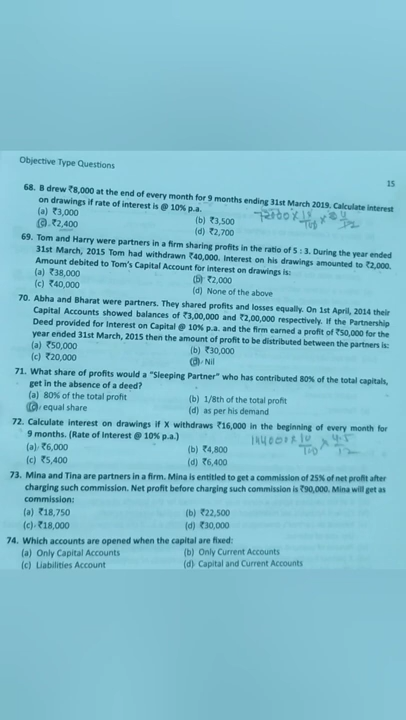 Objective Type Questions
15
68. B drew ₹8,000 at the end of every month for 9 months ending 31st March 2019. Calculate interest
on drawings if rate of interest is @ 10% p.a.
72000 × 10/100 × 4/12
(a) ₹3,000
(b) ₹3,500
(c) ₹2,400
(d) ₹2,700
69. Tom and Harry were partners in a firm sharing profits in the ratio of 5 : 3. During the year ended
31st March, 2015 Tom had withdrawn ₹40,000. Interest on his drawings amounted to ₹2,000.
Amount debited to Tom's Capital Account for interest on drawings is:
(a) ₹38,000
(b) ₹2,000
(c) ₹40,000
(d) None of the above
70. Abha and Bharat were partners. They shared profits and losses equally. On 1st April, 2014 their
Capital Accounts showed balances of ₹3,00,000 and ₹2,00,000 respectively. If the Partnership
Deed provided for Interest on Capital @ 10% p.a. and the firm earned a profit of ₹50,000 for the
year ended 31st March, 2015 then the amount of profit to be distributed between the partners is:
(a) ₹50,000
(b) ₹30,000
(c) ₹20,000
(d) Nil
71. What share of profits would a "Sleeping Partner" who has contributed 80% of the total capitals,
get in the absence of a deed?
(a) 80% of the total profit
(b) 1/8th of the total profit
(c) equal share
(d) as per his demand
72. Calculate interest on drawings if X withdraws ₹16,000 in the beginning of every month for
9 months. (Rate of Interest @ 10% p.a.)
144000 × 10/100 × 4.5/12
(a) ₹6,000
(b) ₹4,800
(c) ₹5,400
(d) ₹6,400
73. Mina and Tina are partners in a firm. Mina is entitled to get a commission of 25% of net profit after
charging such commission. Net profit before charging such commission is ₹90,000. Mina will get as
commission:
(a) ₹18,750
(b) ₹22,500
(c) ₹18,000
(d) ₹30,000
74. Which accounts are opened when the capital are fixed:
(a) Only Capital Accounts
(b) Only Current Accounts
(c) Liabilities Account
(d) Capital and Current Accounts